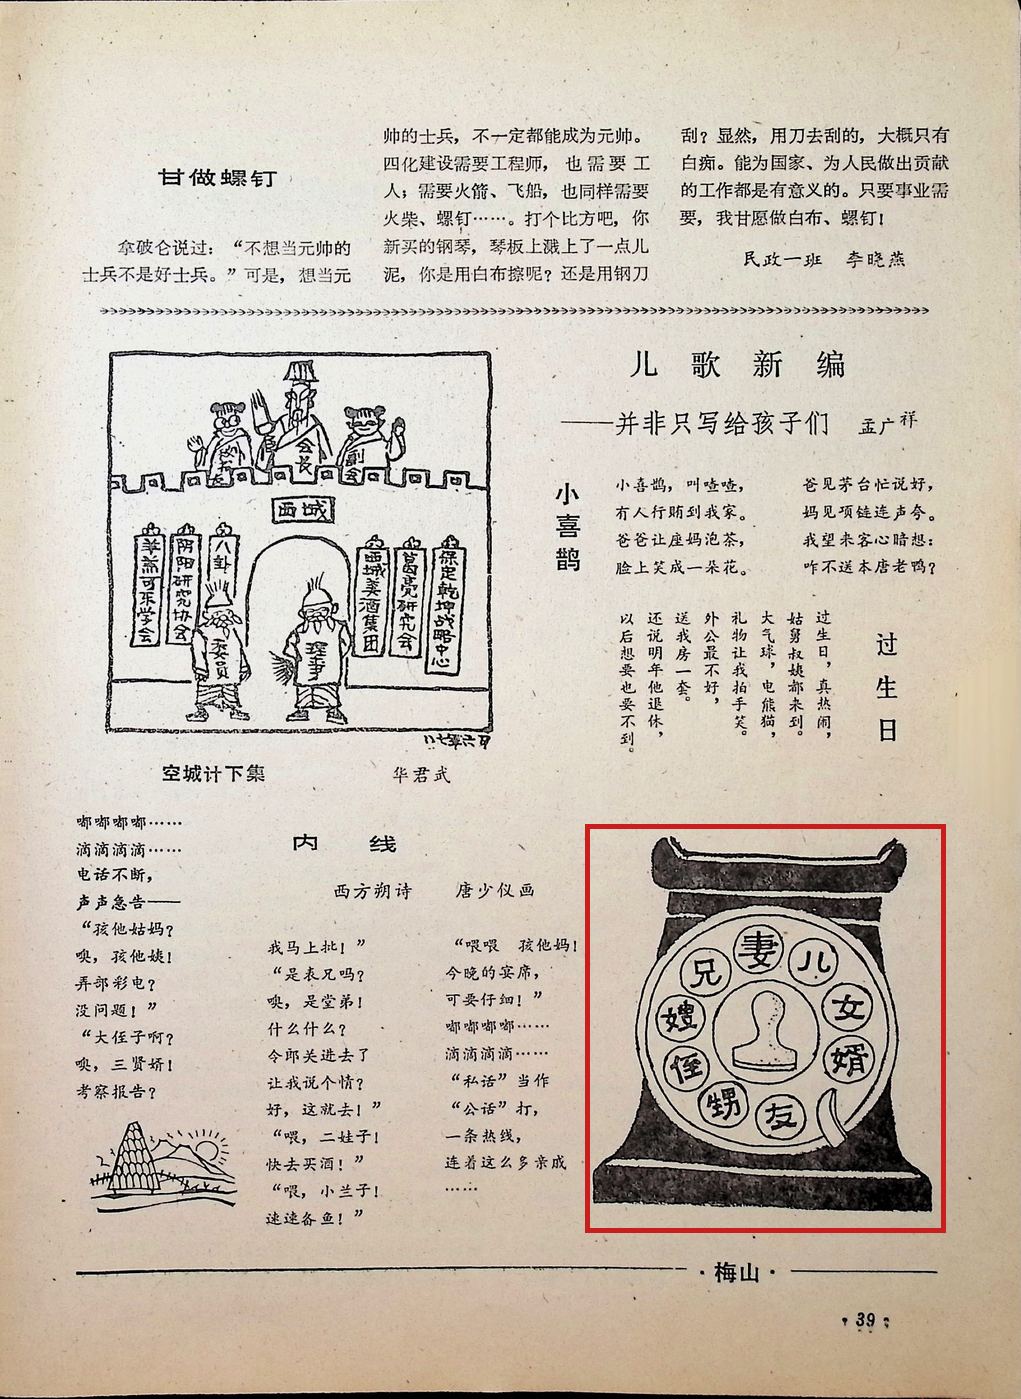 甘做螺钉
拿破仑说过：“不想当元帅的
士兵不是好士兵。”可是，想当元
帅的士兵，不一定都能成为元帅。
四化建设需要工程师，也需要工
人；需要火箭、飞船，也同样需要
火柴、螺钉……。打个比方吧，你
新买的钢琴，琴板上溅上了一点儿
泥，你是用白布擦呢？还是用钢刀
刮？显然，用刀去刮的，大概只有
白痴。能为国家、为人民做出贡献
的工作都是有意义的。只要事业需
要，我甘愿做白布、螺钉！
民政一班 李晓燕
会长
副会
西城
羊羔可乐学会
阴阳研究协会
八卦
西城美酒集团
葛亮研究会
保定乾坤战略中心
委员
理事
八七年六月
空城计下集 华君武
儿歌新编
——并非只写给孩子们 孟广祥
小喜鹊
小喜鹊，叫喳喳，
有人行贿到我家。
爸爸让座妈泡茶，
脸上笑成一朵花。
爸见茅台忙说好，
妈见项链连声夸。
我望来客心暗想：
咋不送本唐老鸭？
过生日
过生日，真热闹，
姑舅叔姨都来到。
大气球，电熊猫，
礼物让我拍手笑。
外公最不好，
送我房一套。
还说明年他退休，
以后想要也要不到。
内线
西方朔诗 唐少仪画
嘟嘟嘟嘟……
滴滴滴滴……
电话不断，
声声急告——
“孩他姑妈？
噢，孩他姨！
弄部彩电？
没问题！”
“大侄子啊？
噢，三贤婿！
考察报告？
我马上批！”
“是表兄吗？
噢，是堂弟！
什么什么？
令郎关进去了
让我说个情？
好，这就去！”
“喂，二娃子！
快去买酒！”
“喂，小兰子！
速速备鱼！”
“喂喂 孩他妈！
今晚的宴席，
可要仔细！”
嘟嘟嘟嘟……
滴滴滴滴……
“私话”当作
“公话”打，
一条热线，
连着这么多亲戚
……
妻
儿
女
婿
友
甥
侄
嫂
兄
·梅山·
·39·